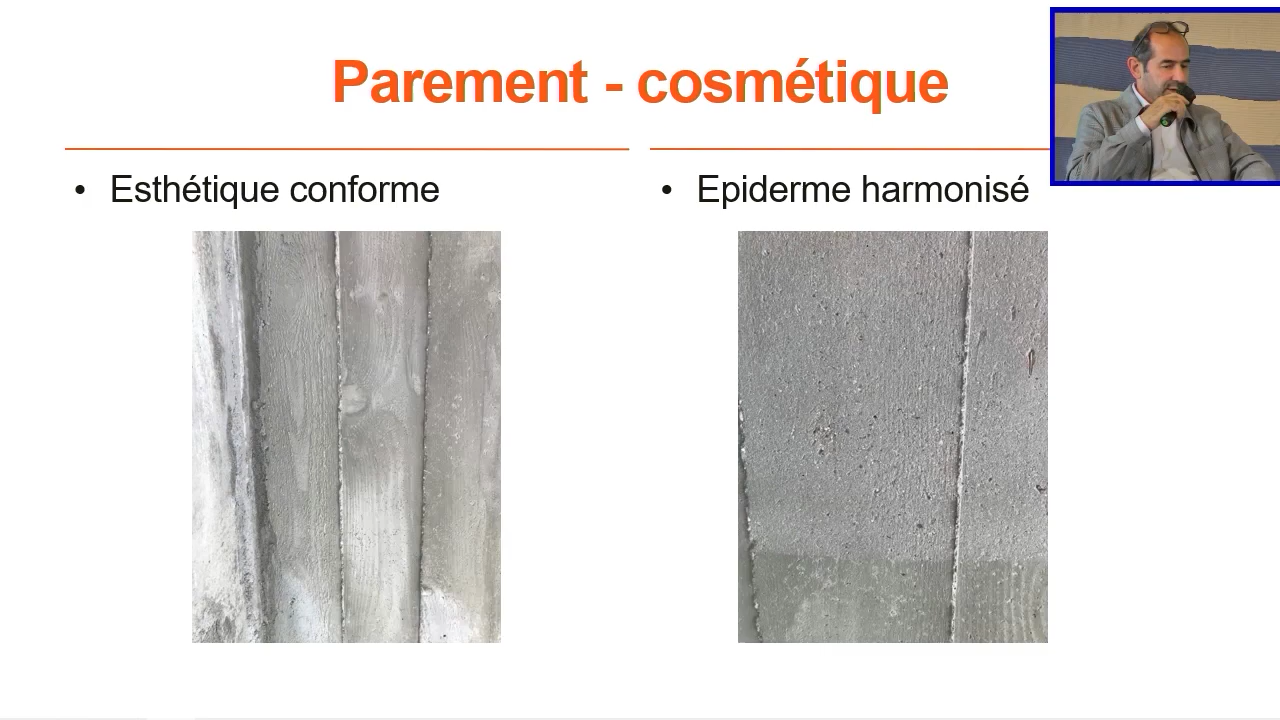 Parement - cosmétique
• Esthétique conforme
• Epiderme harmonisé